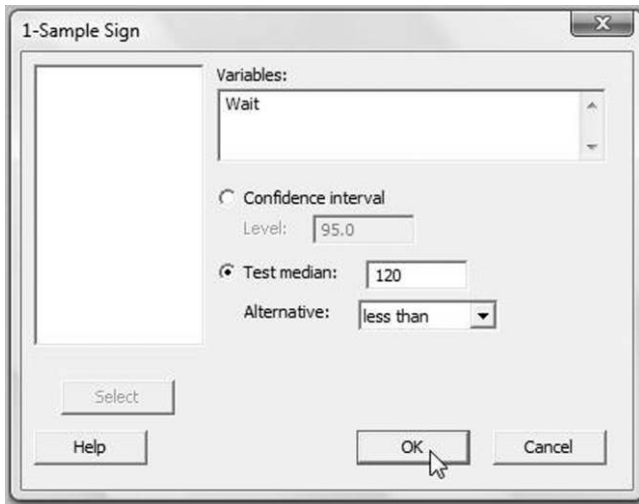 1-Sample Sign
Variables:
Wait
Confidence interval
Level: 95.0
Test median: 120
Alternative: less than
Select
Help OK Cancel